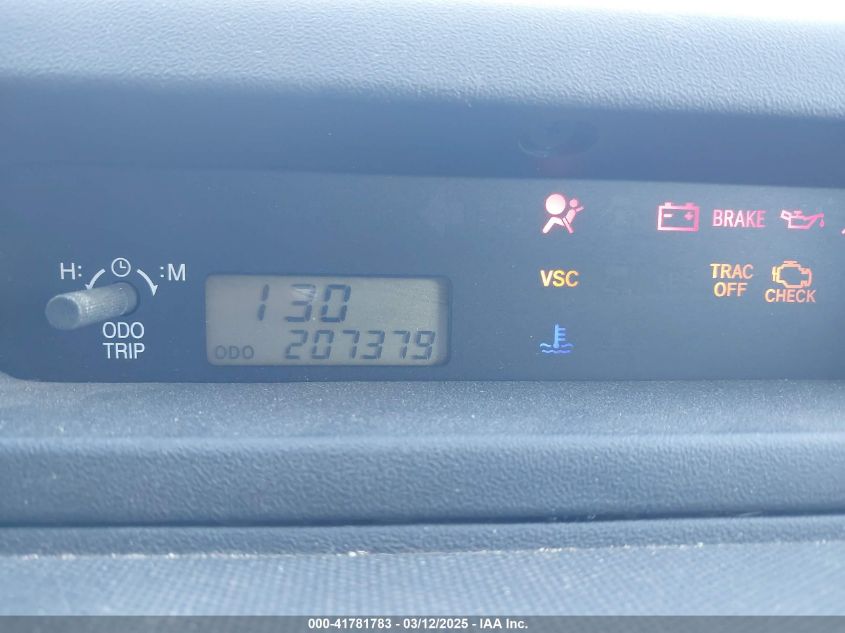 H: :M
ODO
TRIP
130
ODO 207379
BRAKE
VSC
TRAC
OFF
CHECK
000-41781783 - 03/12/2025 - IAA Inc.